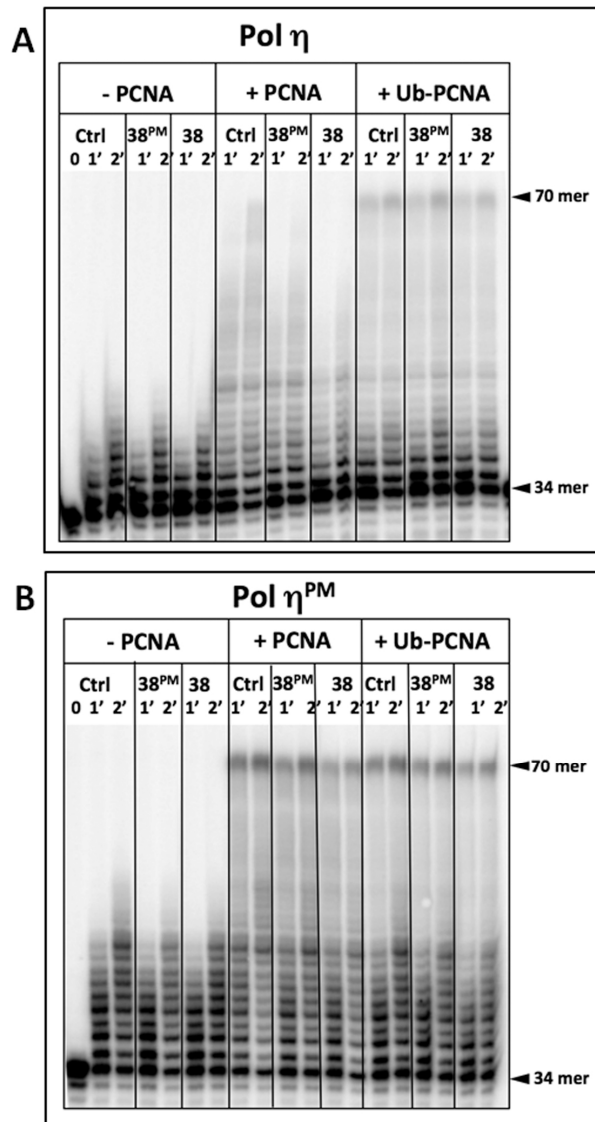 A
Pol η
- PCNA + PCNA + Ub-PCNA
Ctrl 38PM 38 Ctrl 38PM 38 Ctrl 38PM 38
0 1' 2' 1' 2' 1' 2' 1' 2' 1' 2' 1' 2' 1' 2' 1' 2' 1' 2'
70 mer
34 mer
B
Pol ηPM
- PCNA + PCNA + Ub-PCNA
Ctrl 38PM 38 Ctrl 38PM 38 Ctrl 38PM 38
0 1' 2' 1' 2' 1' 2' 1' 2' 1' 2' 1' 2' 1' 2' 1' 2' 1' 2'
70 mer
34 mer